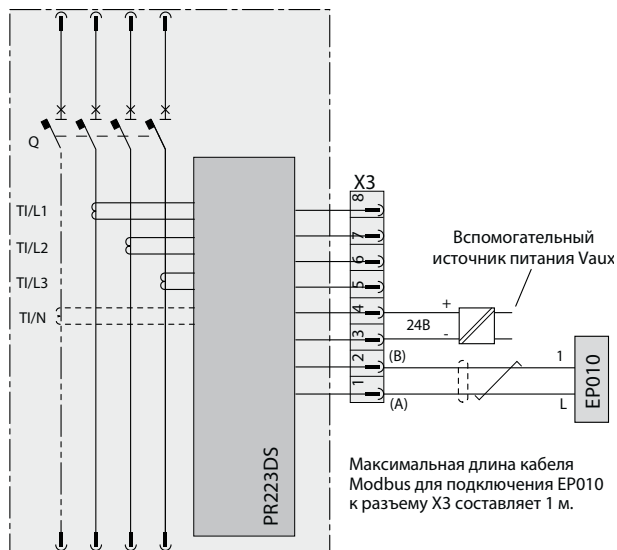 Q
TI/L1
TI/L2
TI/L3
TI/N
PR223DS
X3
8
7
6
5
4
3
2
1
+
24В
-
(B)
(A)
Вспомогательный
источник питания Vaux
1
L
EP010
Максимальная длина кабеля
Modbus для подключения EP010
к разъему X3 составляет 1 м.